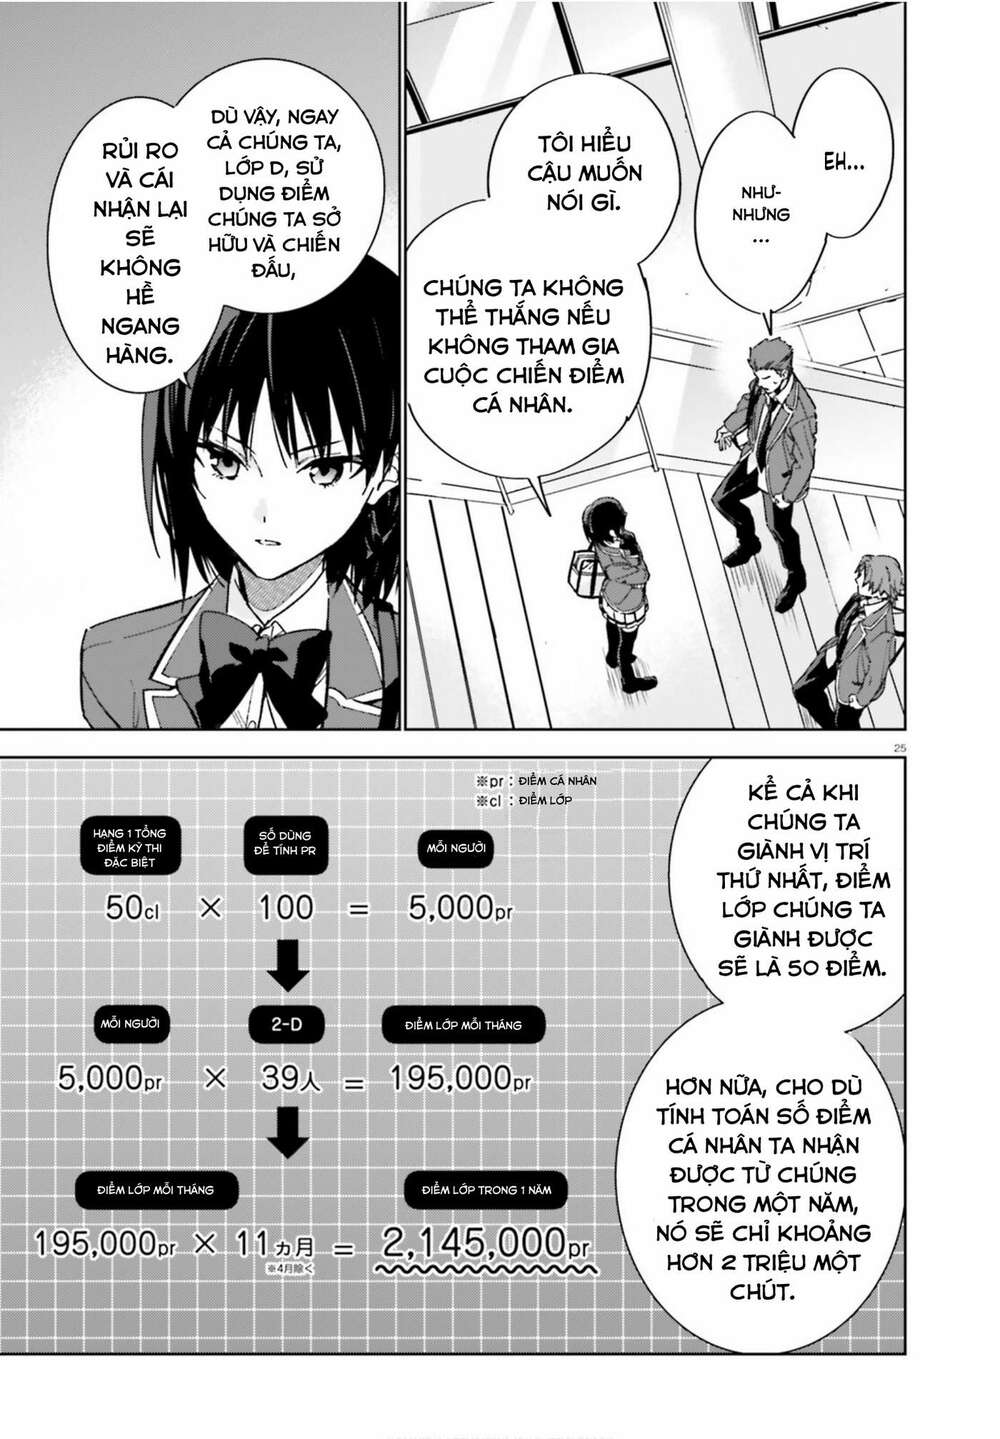 EH...
NHƯ-
NHƯNG
...
TÔI HIỂU
CẬU MUỐN
NÓI GÌ.
CHÚNG TA KHÔNG
THỂ THẮNG NẾU
KHÔNG THAM GIA
CUỘC CHIẾN ĐIỂM
CÁ NHÂN.
DÙ VẬY, NGAY
CẢ CHÚNG TA,
LỚP D, SỬ
DỤNG ĐIỂM
CHÚNG TA SỞ
HỮU VÀ CHIẾN
ĐẤU,
RỦI RO
VÀ CÁI
NHẬN LẠI
SẼ
KHÔNG
HỀ
NGANG
HÀNG.
25
KỂ CẢ KHI
CHÚNG TA
GIÀNH VỊ TRÍ
THỨ NHẤT, ĐIỂM
LỚP CHÚNG TA
GIÀNH ĐƯỢC
SẼ LÀ 50 ĐIỂM.
HƠN NỮA, CHO DÙ
TÍNH TOÁN SỐ ĐIỂM
CÁ NHÂN TA NHẬN
ĐƯỢC TỪ CHÚNG
TRONG MỘT NĂM,
NÓ SẼ CHỈ KHOẢNG
HƠN 2 TRIỆU MỘT
CHÚT.
※pr : ĐIỂM CÁ NHÂN
※cl : ĐIỂM LỚP
HẠNG 1 TỔNG
ĐIỂM KỲ THI
ĐẶC BIỆT
SỐ DÙNG
ĐỂ TÍNH PR
MỖI NGƯỜI
50cl × 100 = 5,000pr
MỖI NGƯỜI
2-D
ĐIỂM LỚP MỖI THÁNG
5,000pr × 39人 = 195,000pr
ĐIỂM LỚP MỖI THÁNG
ĐIỂM LỚP TRONG 1 NĂM
195,000pr × 11ヵ月 = 2,145,000pr
※4月除く